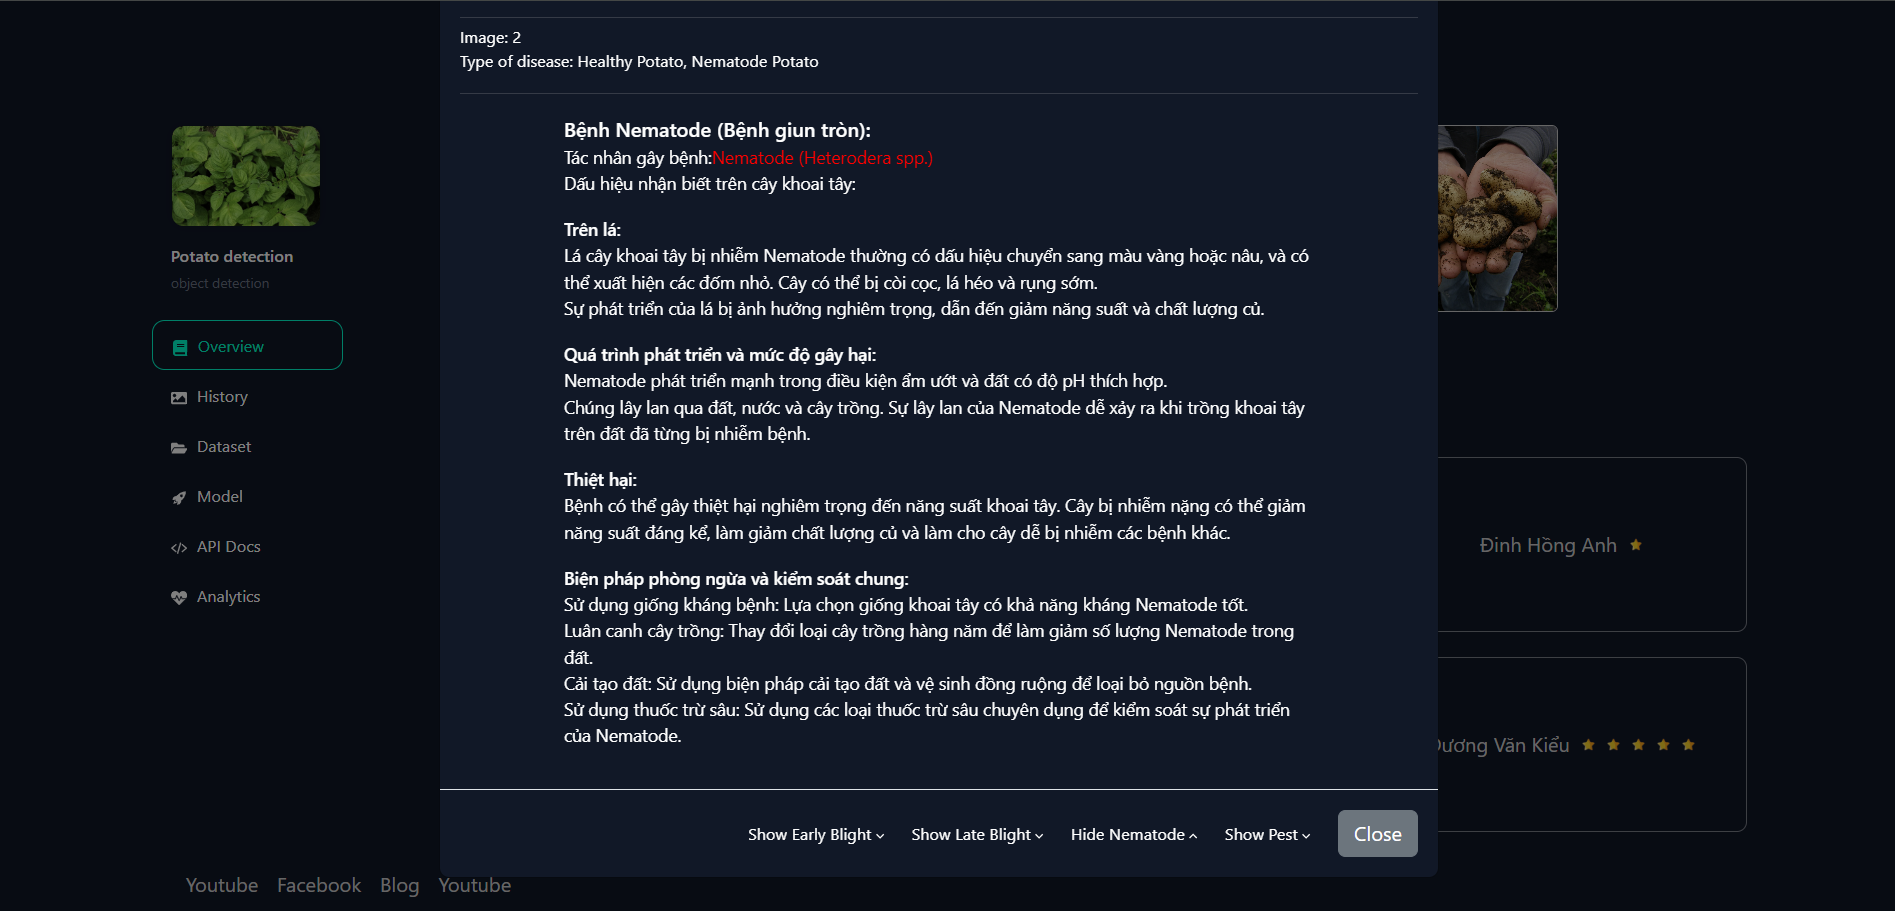 Image: 2
Type of disease: Healthy Potato, Nematode Potato
Bệnh Nematode (Bệnh giun tròn):
Tác nhân gây bệnh:Nematode (Heterodera spp.)
Dấu hiệu nhận biết trên cây khoai tây:
Trên lá:
Lá cây khoai tây bị nhiễm Nematode thường có dấu hiệu chuyển sang màu vàng hoặc nâu, và có
thể xuất hiện các đốm nhỏ. Cây có thể bị còi cọc, lá héo và rụng sớm.
Sự phát triển của lá bị ảnh hưởng nghiêm trọng, dẫn đến giảm năng suất và chất lượng củ.
Quá trình phát triển và mức độ gây hại:
Nematode phát triển mạnh trong điều kiện ẩm ướt và đất có độ pH thích hợp.
Chúng lây lan qua đất, nước và cây trồng. Sự lây lan của Nematode dễ xảy ra khi trồng khoai tây
trên đất đã từng bị nhiễm bệnh.
Thiệt hại:
Bệnh có thể gây thiệt hại nghiêm trọng đến năng suất khoai tây. Cây bị nhiễm nặng có thể giảm
năng suất đáng kể, làm giảm chất lượng củ và làm cho cây dễ bị nhiễm các bệnh khác.
Biện pháp phòng ngừa và kiểm soát chung:
Sử dụng giống kháng bệnh: Lựa chọn giống khoai tây có khả năng kháng Nematode tốt.
Luân canh cây trồng: Thay đổi loại cây trồng hàng năm để làm giảm số lượng Nematode trong
đất.
Cải tạo đất: Sử dụng biện pháp cải tạo đất và vệ sinh đồng ruộng để loại bỏ nguồn bệnh.
Sử dụng thuốc trừ sâu: Sử dụng các loại thuốc trừ sâu chuyên dụng để kiểm soát sự phát triển
của Nematode.
Show Early Blight Show Late Blight Hide Nematode Show Pest Close
Potato detection
object detection
Overview
History
Dataset
Model
API Docs
Analytics
Đinh Hồng Anh
Dương Văn Kiểu
Youtube Facebook Blog Youtube